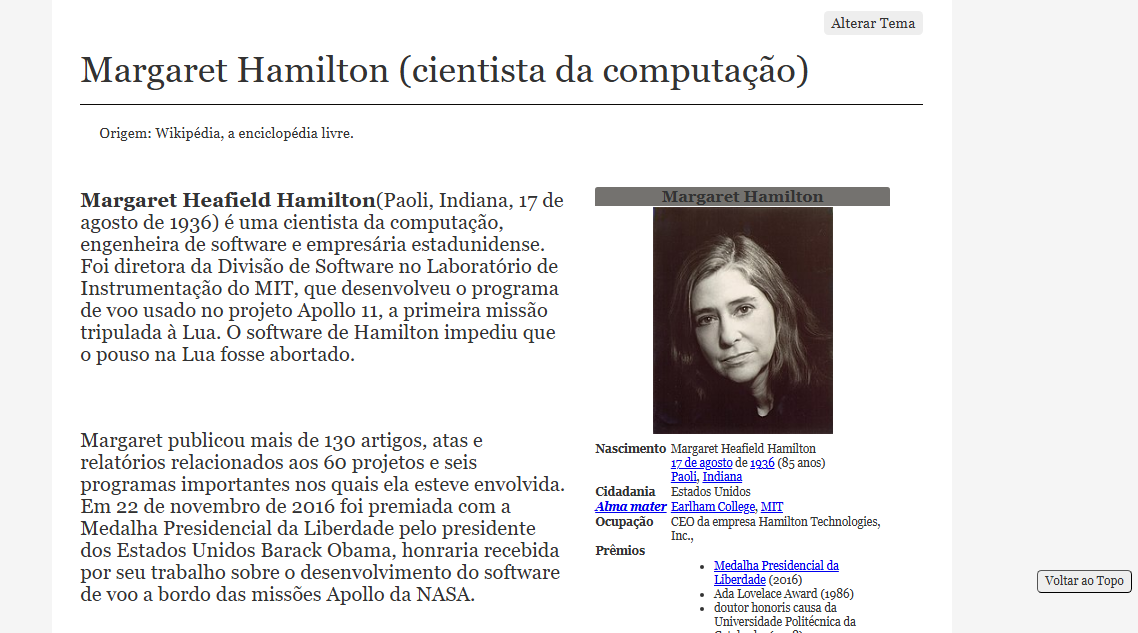 Alterar Tema
Margaret Hamilton (cientista da computação)
Origem: Wikipédia, a enciclopédia livre.
Margaret Heafield Hamilton(Paoli, Indiana, 17 de
agosto de 1936) é uma cientista da computação,
engenheira de software e empresária estadunidense.
Foi diretora da Divisão de Software no Laboratório de
Instrumentação do MIT, que desenvolveu o programa
de voo usado no projeto Apollo 11, a primeira missão
tripulada à Lua. O software de Hamilton impediu que
o pouso na Lua fosse abortado.
Margaret publicou mais de 130 artigos, atas e
relatórios relacionados aos 60 projetos e seis
programas importantes nos quais ela esteve envolvida.
Em 22 de novembro de 2016 foi premiada com a
Medalha Presidencial da Liberdade pelo presidente
dos Estados Unidos Barack Obama, honraria recebida
por seu trabalho sobre o desenvolvimento do software
de voo a bordo das missões Apollo da NASA.
Margaret Hamilton
Nascimento Margaret Heafield Hamilton
17 de agosto de 1936 (85 anos)
Paoli, Indiana
Cidadania Estados Unidos
Alma mater Earlham College, MIT
Ocupação CEO da empresa Hamilton Technologies,
Inc.,
Prêmios
• Medalha Presidencial da
Liberdade (2016)
• Ada Lovelace Award (1986)
• doutor honoris causa da
Universidade Politécnica da
Voltar ao Topo